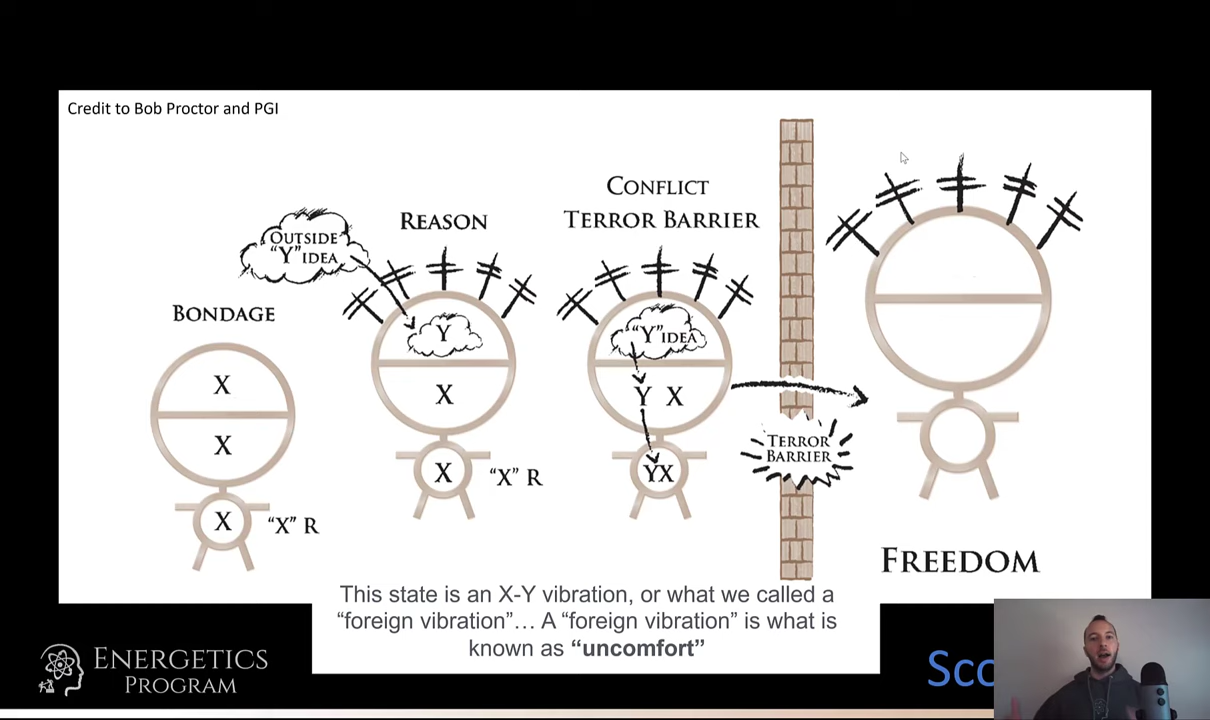 Credit to Bob Proctor and PGI
CONFLICT
TERROR BARRIER
REASON
OUTSIDE
"Y" IDEA
BONDAGE
Y
"Y" IDEA
X
X
Y X
X
TERROR
BARRIER
X
"X" R
YX
X
"X" R
FREEDOM
This state is an X-Y vibration, or what we called a
“foreign vibration”… A “foreign vibration” is what is
known as “uncomfort”
ENERGETICS
PROGRAM